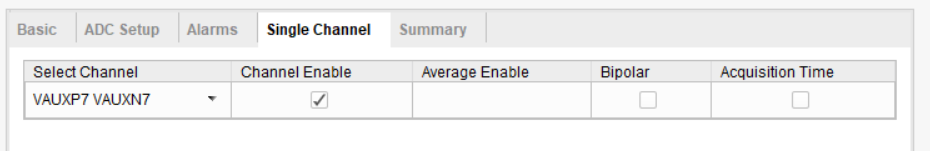 Basic ADC Setup Alarms Single Channel Summary
Select Channel Channel Enable Average Enable Bipolar Acquisition Time
VAUXP7 VAUXN7